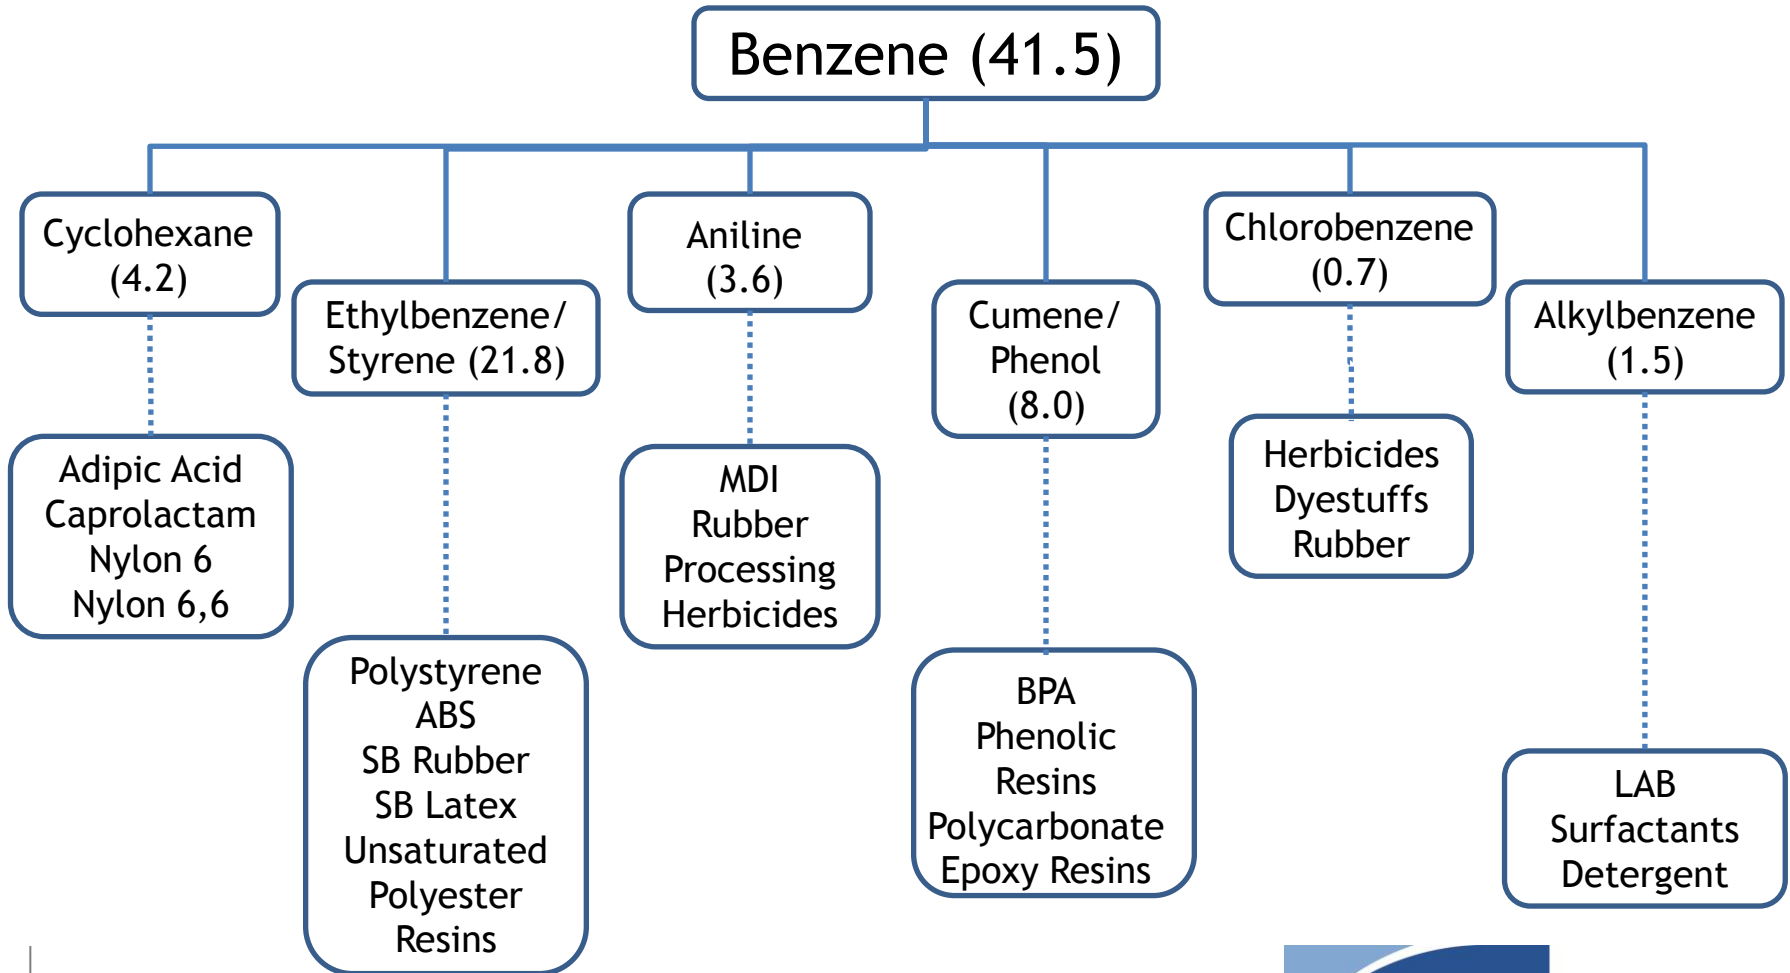 Benzene (41.5)
Cyclohexane
(4.2)
Ethylbenzene/
Styrene (21.8)
Aniline
(3.6)
Cumene/
Phenol
(8.0)
Chlorobenzene
(0.7)
Alkylbenzene
(1.5)
Adipic Acid
Caprolactam
Nylon 6
Nylon 6,6
Polystyrene
ABS
SB Rubber
SB Latex
Unsaturated
Polyester
Resins
MDI
Rubber
Processing
Herbicides
BPA
Phenolic
Resins
Polycarbonate
Epoxy Resins
Herbicides
Dyestuffs
Rubber
LAB
Surfactants
Detergent